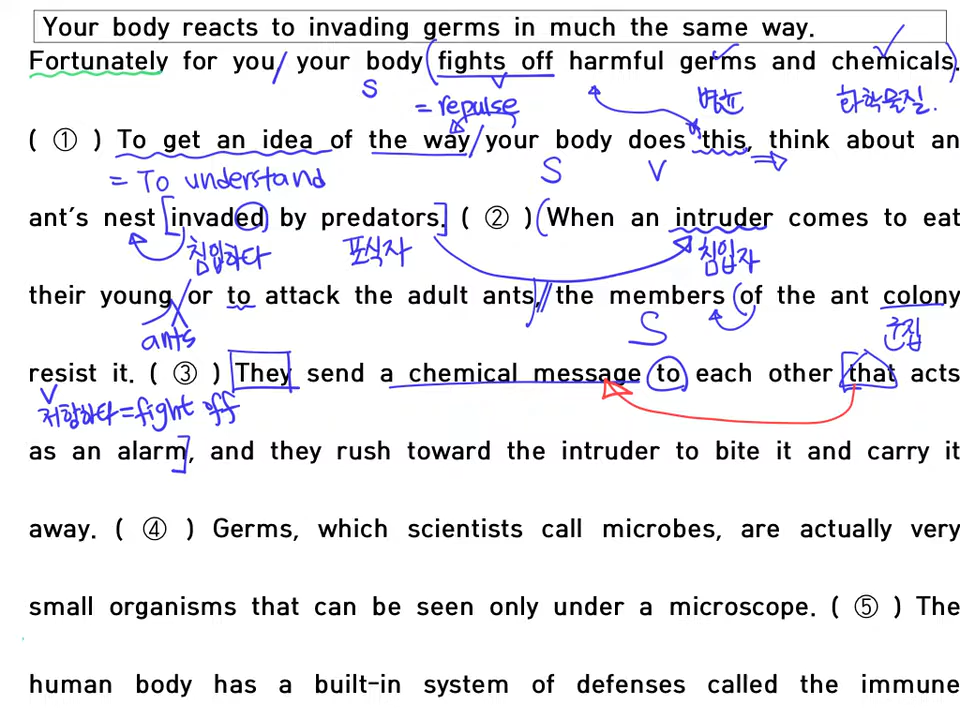 Your body reacts to invading germs in much the same way.
Fortunately for you/ your body (fights off harmful germs and chemicals.)
S = repulse 병균 화학물질.
( ① ) To get an idea of the way/your body does this, think about an
= To understand S V
ant's nest [invaded by predators.] ( ② ) (When an intruder comes to eat
침입하다 포식자 침입자
their young or to attack the adult ants,// the members (of the ant colony
ants S 군집
resist it. ( ③ ) They send a chemical message to each other [that acts
V 저항하다=fight off
as an alarm], and they rush toward the intruder to bite it and carry it
away. ( ④ ) Germs, which scientists call microbes, are actually very
small organisms that can be seen only under a microscope. ( ⑤ ) The
human body has a built-in system of defenses called the immune